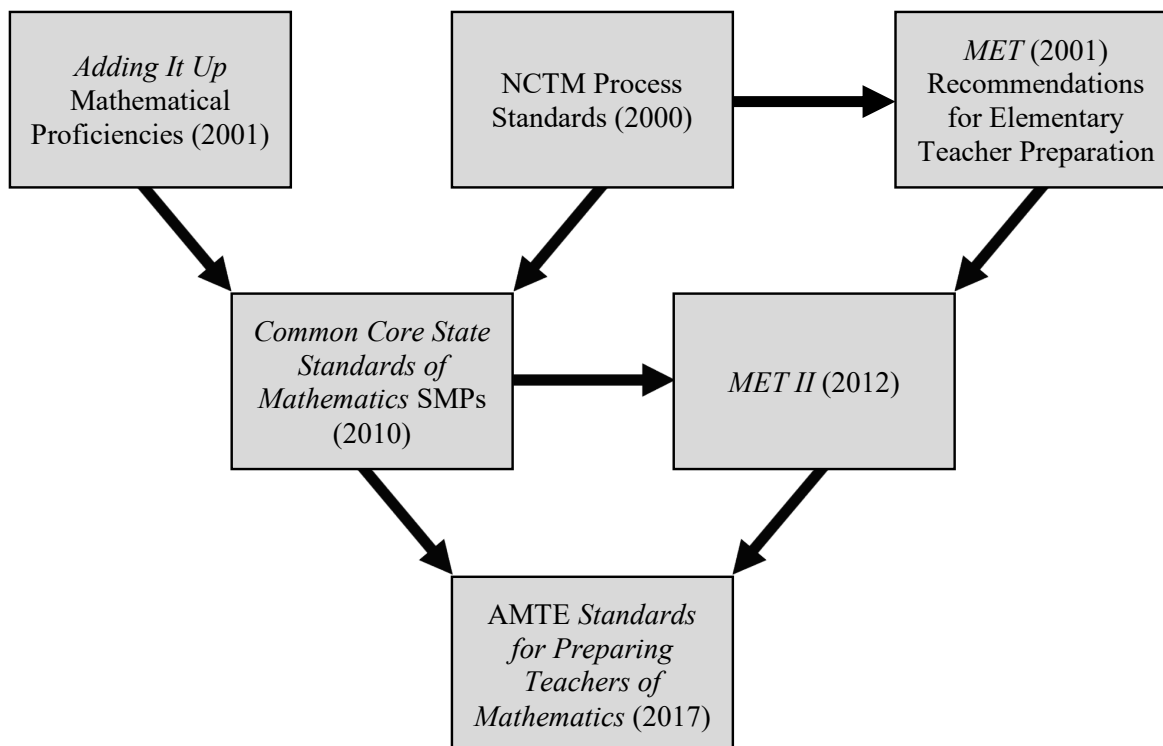 Adding It Up
Mathematical
Proficiencies (2001)
NCTM Process
Standards (2000)
MET (2001)
Recommendations
for Elementary
Teacher Preparation
Common Core State
Standards of
Mathematics SMPs
(2010)
MET II (2012)
AMTE Standards
for Preparing
Teachers of
Mathematics (2017)